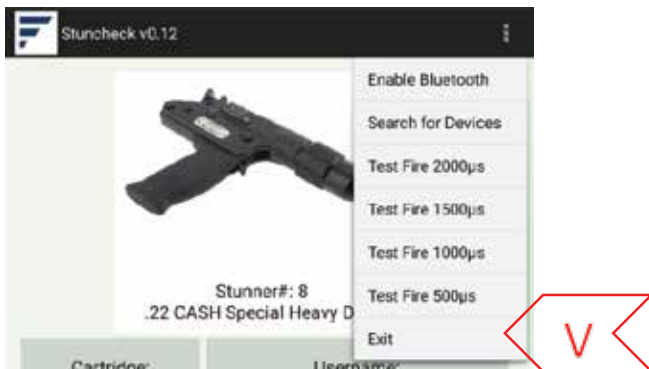 Stuncheck v0.12
Enable Bluetooth
Search for Devices
Test Fire 2000µs
Test Fire 1500µs
Test Fire 1000µs
Test Fire 500µs
Exit
V
Stunner#: 8
.22 CASH Special Heavy D
Cartridge:
Username: